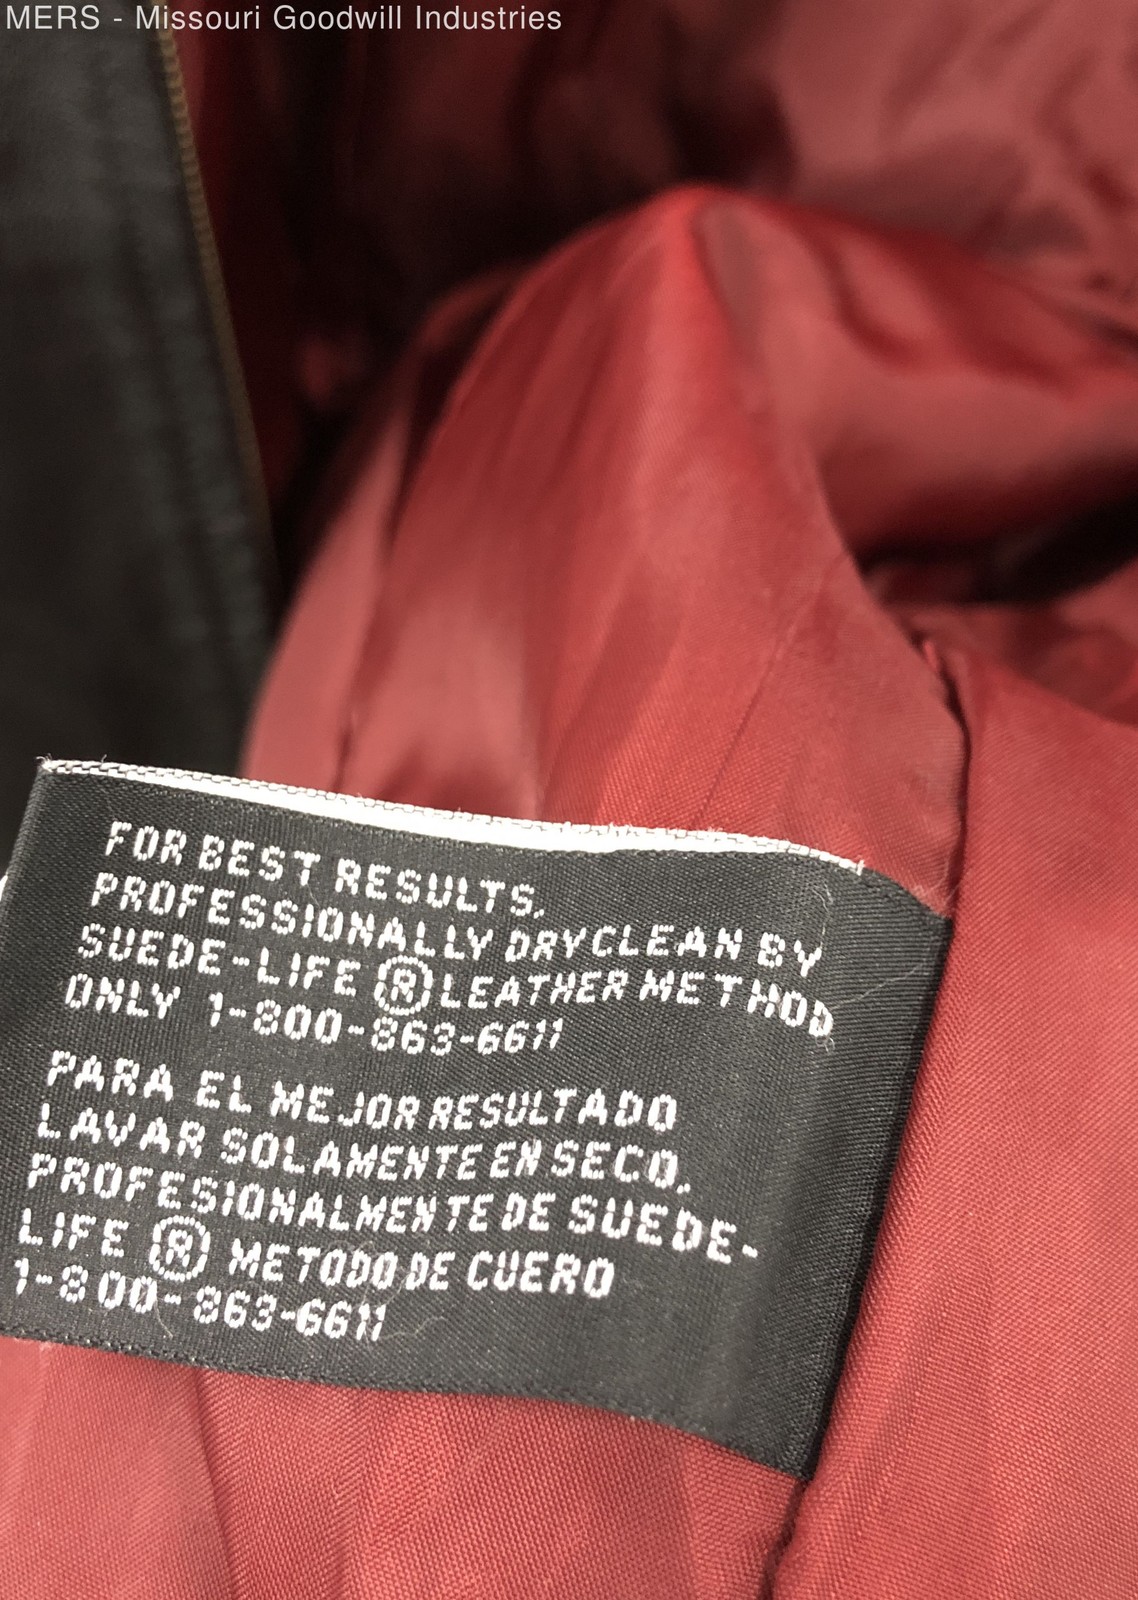 MERS - Missouri Goodwill Industries
FOR BEST RESULTS,
PROFESSIONALLY DRYCLEAN BY
SUEDE-LIFE ® LEATHER METHOD
ONLY 1-800-863-6611
PARA EL MEJOR RESULTADO
LAVAR SOLAMENTE EN SECO,
PROFESIONALMENTE DE SUEDE-
LIFE ® METODO DE CUERO
1-800-863-6611